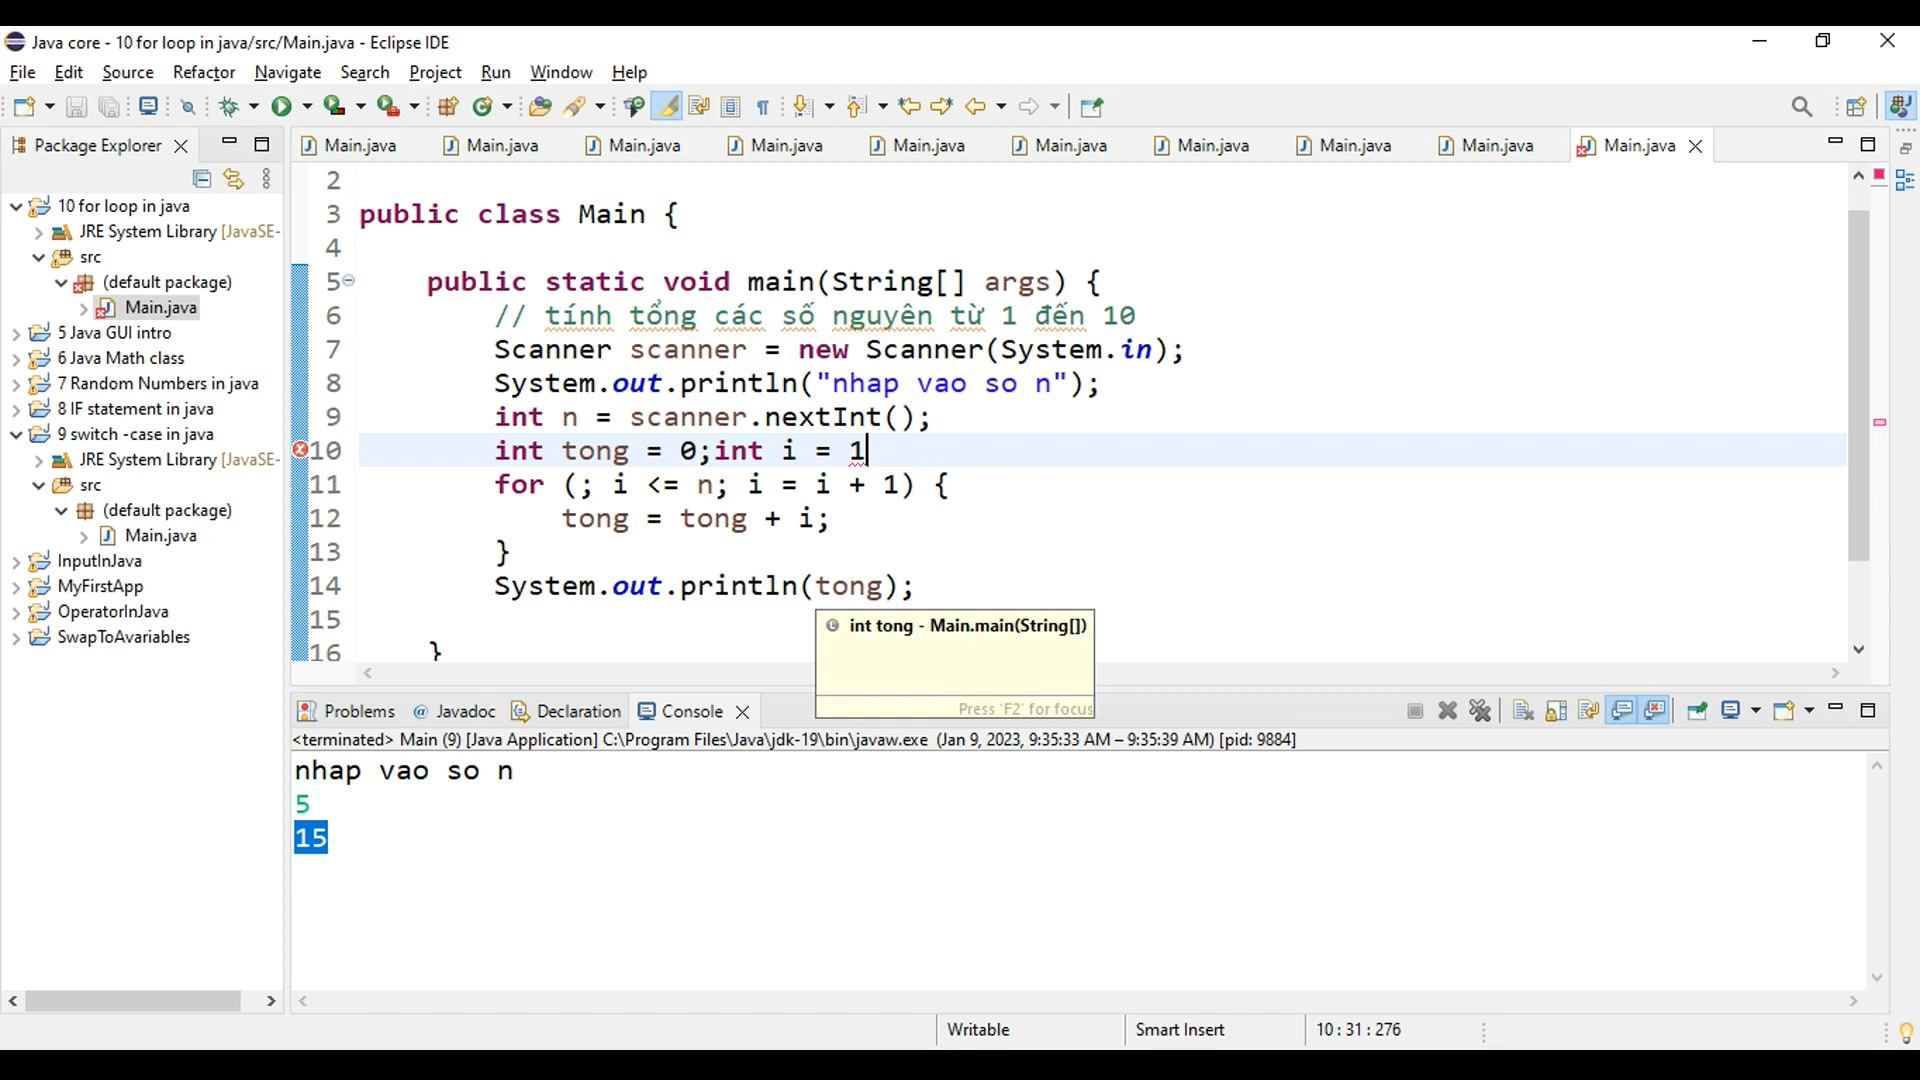 Java core - 10 for loop in java/src/Main.java - Eclipse IDE
File Edit Source Refactor Navigate Search Project Run Window Help
Package Explorer
Main.java Main.java Main.java Main.java Main.java Main.java Main.java Main.java Main.java Main.java
10 for loop in java
JRE System Library [JavaSE-
src
(default package)
Main.java
5 Java GUI intro
6 Java Math class
7 Random Numbers in java
8 IF statement in java
9 switch -case in java
JRE System Library [JavaSE-
src
(default package)
Main.java
InputInJava
MyFirstApp
OperatorInJava
SwapToAvariables
2
3 public class Main {
4
5 public static void main(String[] args) {
6 // tính tổng các số nguyên từ 1 đến 10
7 Scanner scanner = new Scanner(System.in);
8 System.out.println("nhap vao so n");
9 int n = scanner.nextInt();
10 int tong = 0;int i = 1
11 for (; i <= n; i = i + 1) {
12 tong = tong + i;
13 }
14 System.out.println(tong);
15
16 }
int tong - Main.main(String[])
Press 'F2' for focus
Problems Javadoc Declaration Console
<terminated> Main (9) [Java Application] C:\Program Files\Java\jdk-19\bin\javaw.exe (Jan 9, 2023, 9:35:33 AM – 9:35:39 AM) [pid: 9884]
nhap vao so n
5
15
Writable Smart Insert 10 : 31 : 276